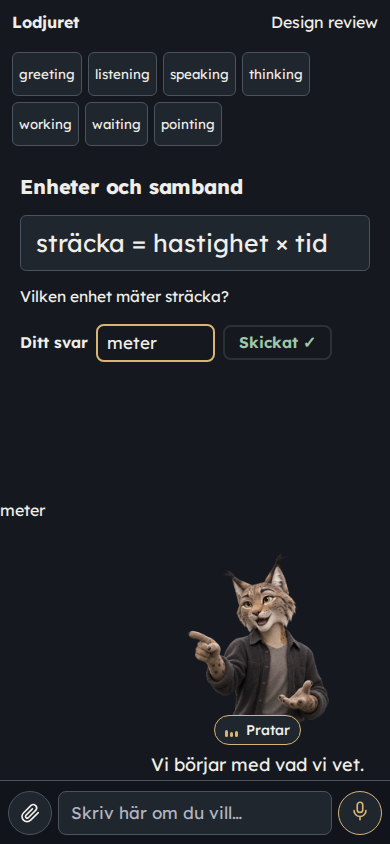 Lodjuret
Design review
greeting listening speaking thinking
working waiting pointing
Enheter och samband
sträcka = hastighet × tid
Vilken enhet mäter sträcka?
Ditt svar meter Skickat ✓
meter
Pratar
Vi börjar med vad vi vet.
Skriv här om du vill...